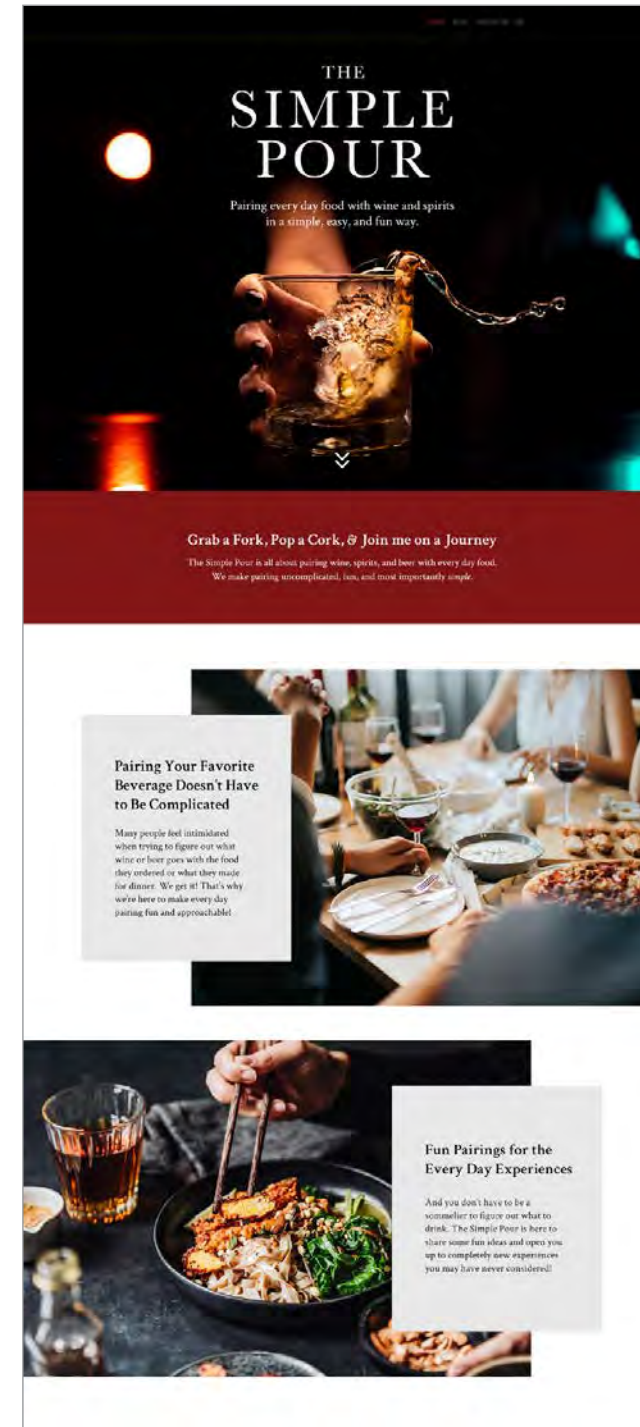 THE
SIMPLE
POUR
Pairing every day food with wine and spirits
in a simple, easy, and fun way.
Grab a Fork, Pop a Cork, & Join me on a Journey
The Simple Pour is all about pairing wine, spirits, and beer with every day food.
We make pairing uncomplicated, fun, and most importantly simple.
Pairing Your Favorite
Beverage Doesn't Have
to Be Complicated
Many people feel intimidated
when trying to figure out what
wine or beer goes with the food
they ordered or what they made
for dinner. We get it! That's why
we're here to make every day
pairing fun and approachable!
Fun Pairings for the
Every Day Experiences
And you don't have to be a
sommelier to figure out what to
drink. The Simple Pour is here to
share some fun ideas and open you
up to completely new experiences
you may have never considered!